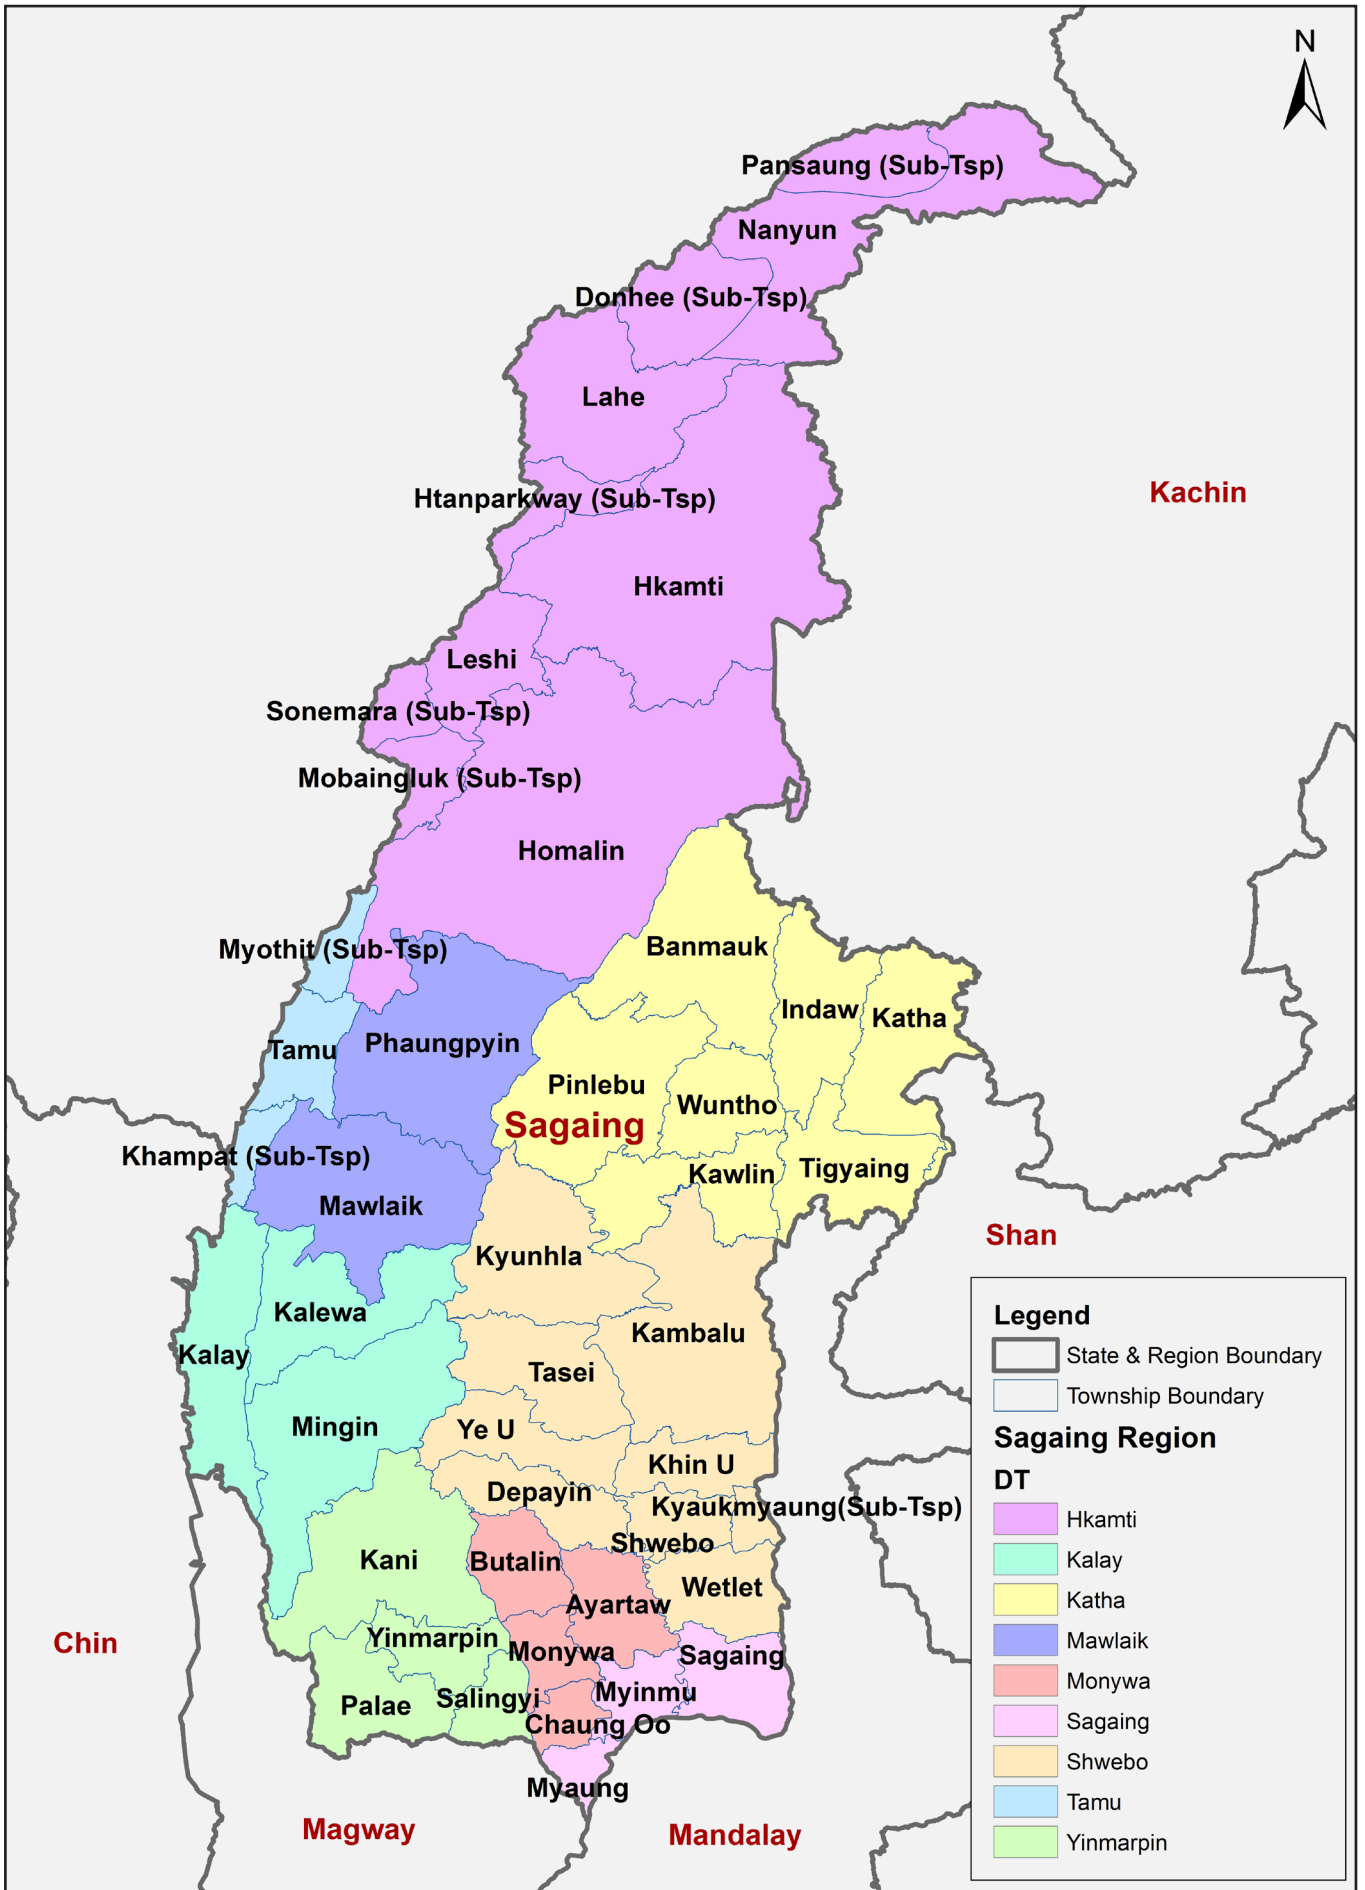 N
Pansaung (Sub-Tsp)
Nanyun
Donhee (Sub-Tsp)
Lahe
Kachin
Htanparkway (Sub-Tsp)
Hkamti
Leshi
Sonemara (Sub-Tsp)
Mobaingluk (Sub-Tsp)
Homalin
Banmauk
Myothit (Sub-Tsp)
Indaw
Katha
Phaungpyin
Tamu
Pinlebu
Wuntho
Sagaing
Khampat (Sub-Tsp)
Kawlin
Tigyaing
Mawlaik
Shan
Kyunhla
Kalewa
Kambalu
Kalay
Tasei
Mingin
Ye U
Khin U
Depayin
Kyaukmyaung(Sub-Tsp)
Shwebo
Kani
Butalin
Wetlet
Ayartaw
Chin
Yinmarpin
Monywa
Sagaing
Myinmu
Salingyi
Palae
Chaung Oo
Myaung
Magway
Mandalay
Legend
State & Region Boundary
Township Boundary
Sagaing Region
DT
Hkamti
Kalay
Katha
Mawlaik
Monywa
Sagaing
Shwebo
Tamu
Yinmarpin